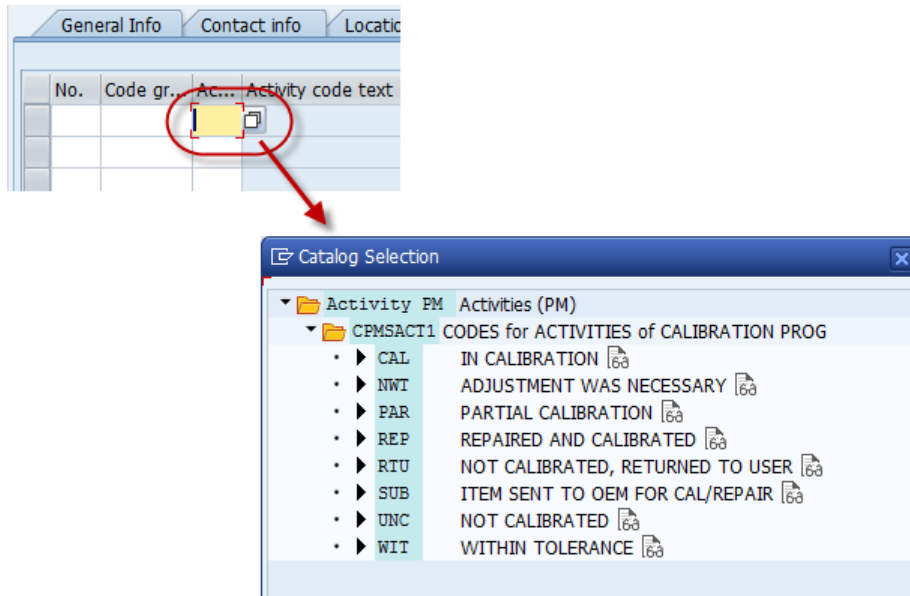 General Info Contact info Locatio
No. Code gr... Ac... Activity code text
Catalog Selection
Activity PM Activities (PM)
CPMSACT1 CODES for ACTIVITIES of CALIBRATION PROG
CAL IN CALIBRATION
NWT ADJUSTMENT WAS NECESSARY
PAR PARTIAL CALIBRATION
REP REPAIRED AND CALIBRATED
RTU NOT CALIBRATED, RETURNED TO USER
SUB ITEM SENT TO OEM FOR CAL/REPAIR
UNC NOT CALIBRATED
WIT WITHIN TOLERANCE